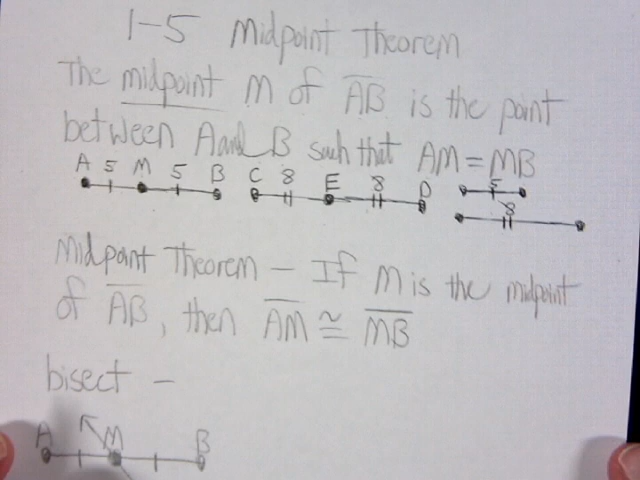 1-5 Midpoint Theorem
The midpoint M of AB is the point
between A and B such that AM = MB
A 5 M 5 B C 8 E 8 D 5
8
Midpoint Theorem - If M is the midpoint
of AB, then AM ≅ MB
bisect -
A M B